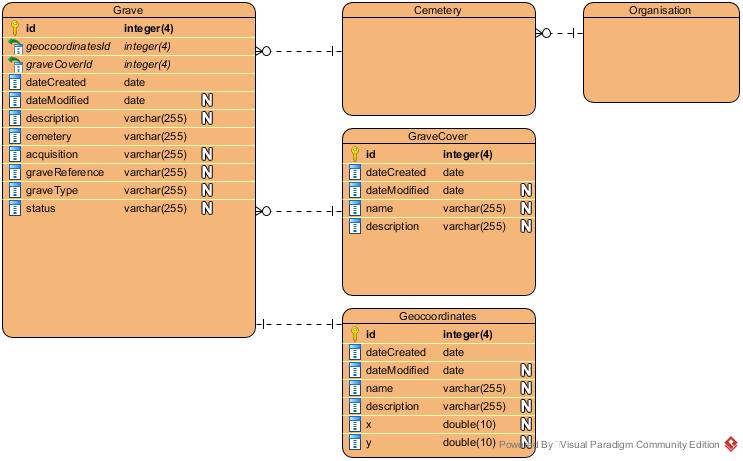 Grave
id integer(4)
geocoordinatesId integer(4)
graveCoverId integer(4)
dateCreated date
dateModified date N
description varchar(255) N
cemetery varchar(255)
acquisition varchar(255) N
graveReference varchar(255) N
graveType varchar(255) N
status varchar(255) N
Cemetery
Organisation
GraveCover
id integer(4)
dateCreated date
dateModified date N
name varchar(255) N
description varchar(255) N
Geocoordinates
id integer(4)
dateCreated date
dateModified date N
name varchar(255) N
description varchar(255) N
x double(10) N
y double(10) N
Powered By Visual Paradigm Community Edition